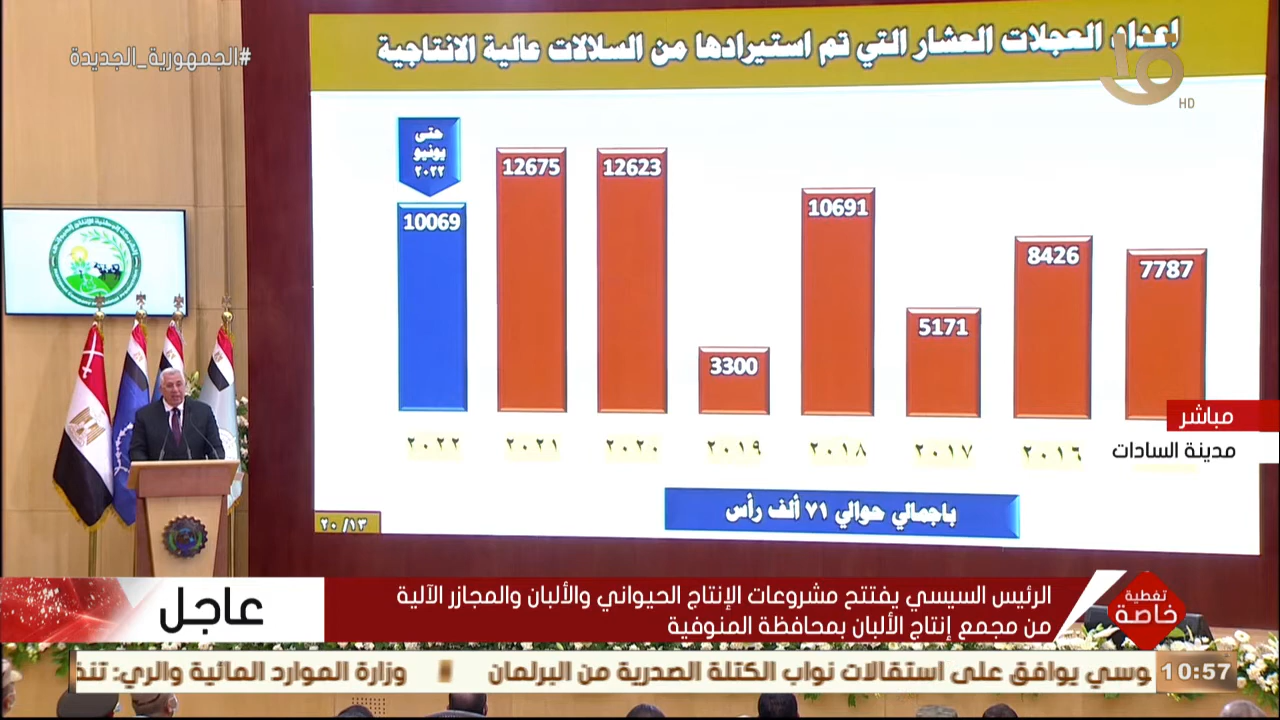 #الجمهورية_الجديدة
اعداد العجلات العشار التي تم استيرادها من السلالات عالية الانتاجية
HD
حتى
يونيو
٢٠٢٢
10069
12675
12623
3300
10691
5171
8426
7787
٢٠٢٢
٢٠٢١
٢٠٢٠
٢٠١٩
٢٠١٨
٢٠١٧
٢٠١٦
مباشر
مدينة السادات
باجمالي حوالي ٧١ ألف رأس
٢٠/١٣
تغطية
خاصة
الرئيس السيسي يفتتح مشروعات الإنتاج الحيواني والألبان والمجازر الآلية
من مجمع إنتاج الألبان بمحافظة المنوفية
عاجل
10:57
وسي يوافق على استقالات نواب الكتلة الصدرية من البرلمان
وزارة الموارد المائية والري: تنف